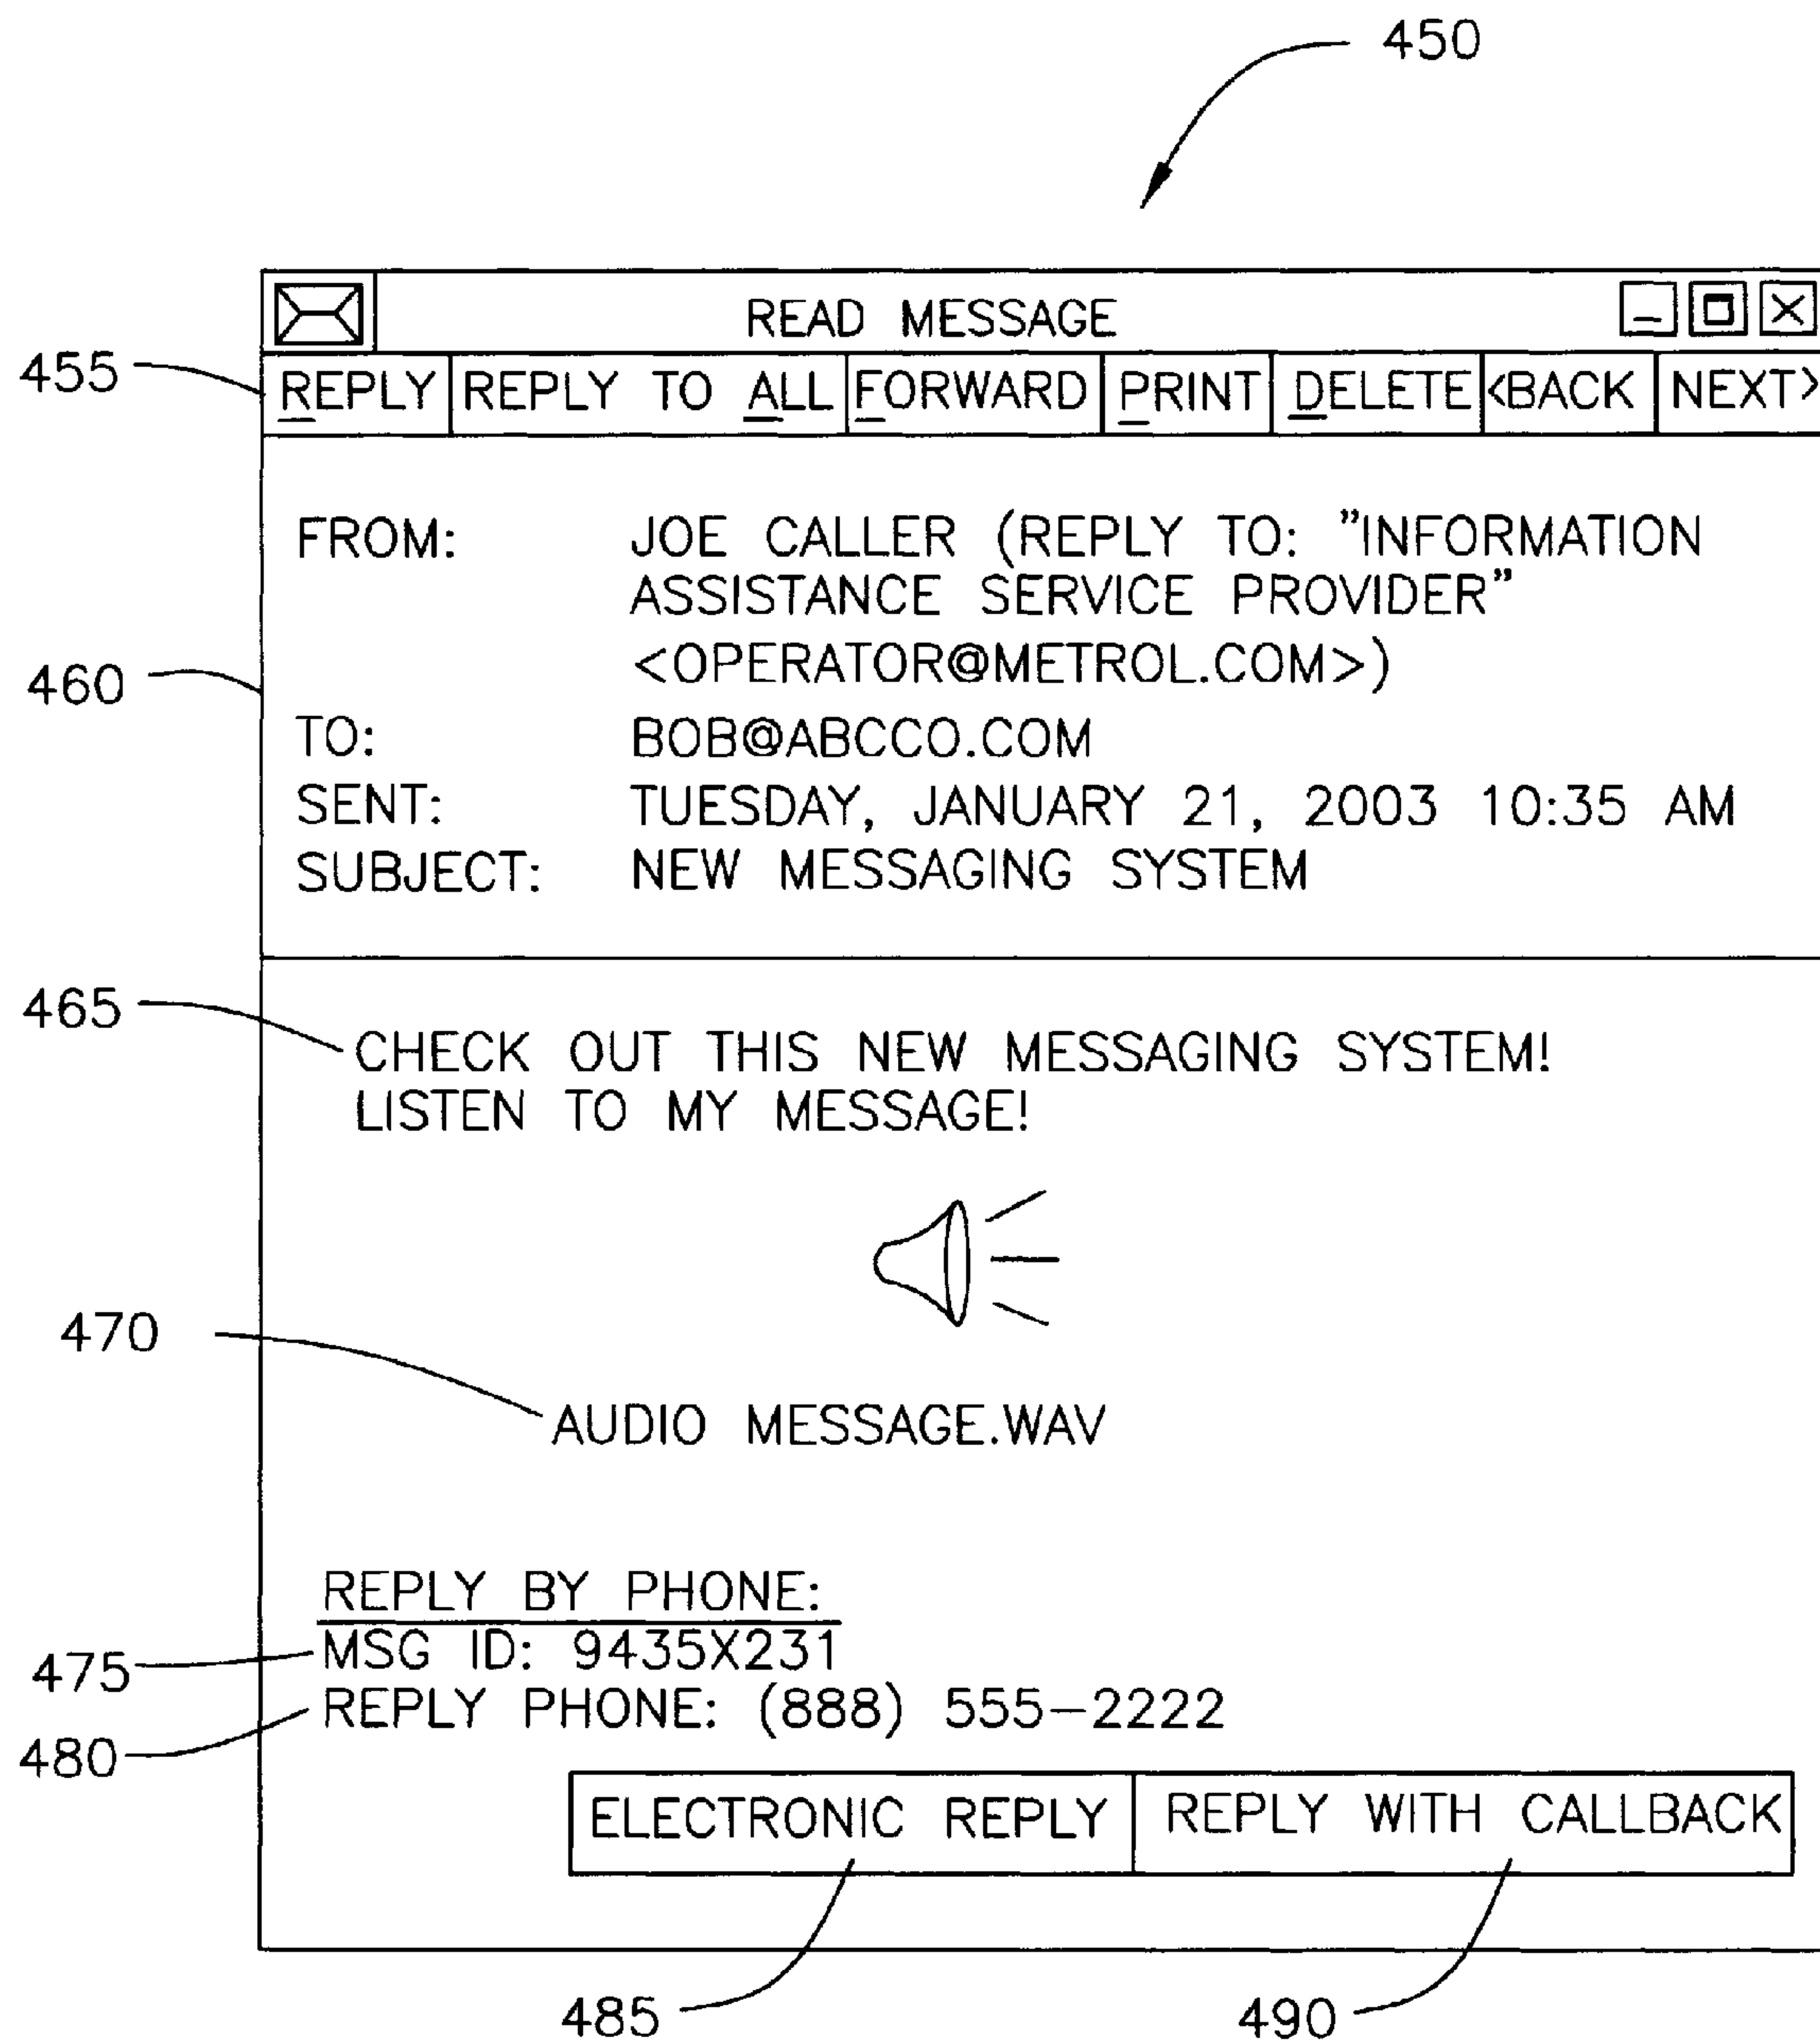 450
READ MESSAGE
455
REPLY REPLY TO ALL FORWARD PRINT DELETE <BACK NEXT>
FROM: JOE CALLER (REPLY TO: "INFORMATION
ASSISTANCE SERVICE PROVIDER"
<OPERATOR@METROL.COM>)
460
TO: BOB@ABCCO.COM
SENT: TUESDAY, JANUARY 21, 2003 10:35 AM
SUBJECT: NEW MESSAGING SYSTEM
465
CHECK OUT THIS NEW MESSAGING SYSTEM!
LISTEN TO MY MESSAGE!
470
AUDIO MESSAGE.WAV
REPLY BY PHONE:
475
MSG ID: 9435X231
480
REPLY PHONE: (888) 555-2222
ELECTRONIC REPLY REPLY WITH CALLBACK
485 490